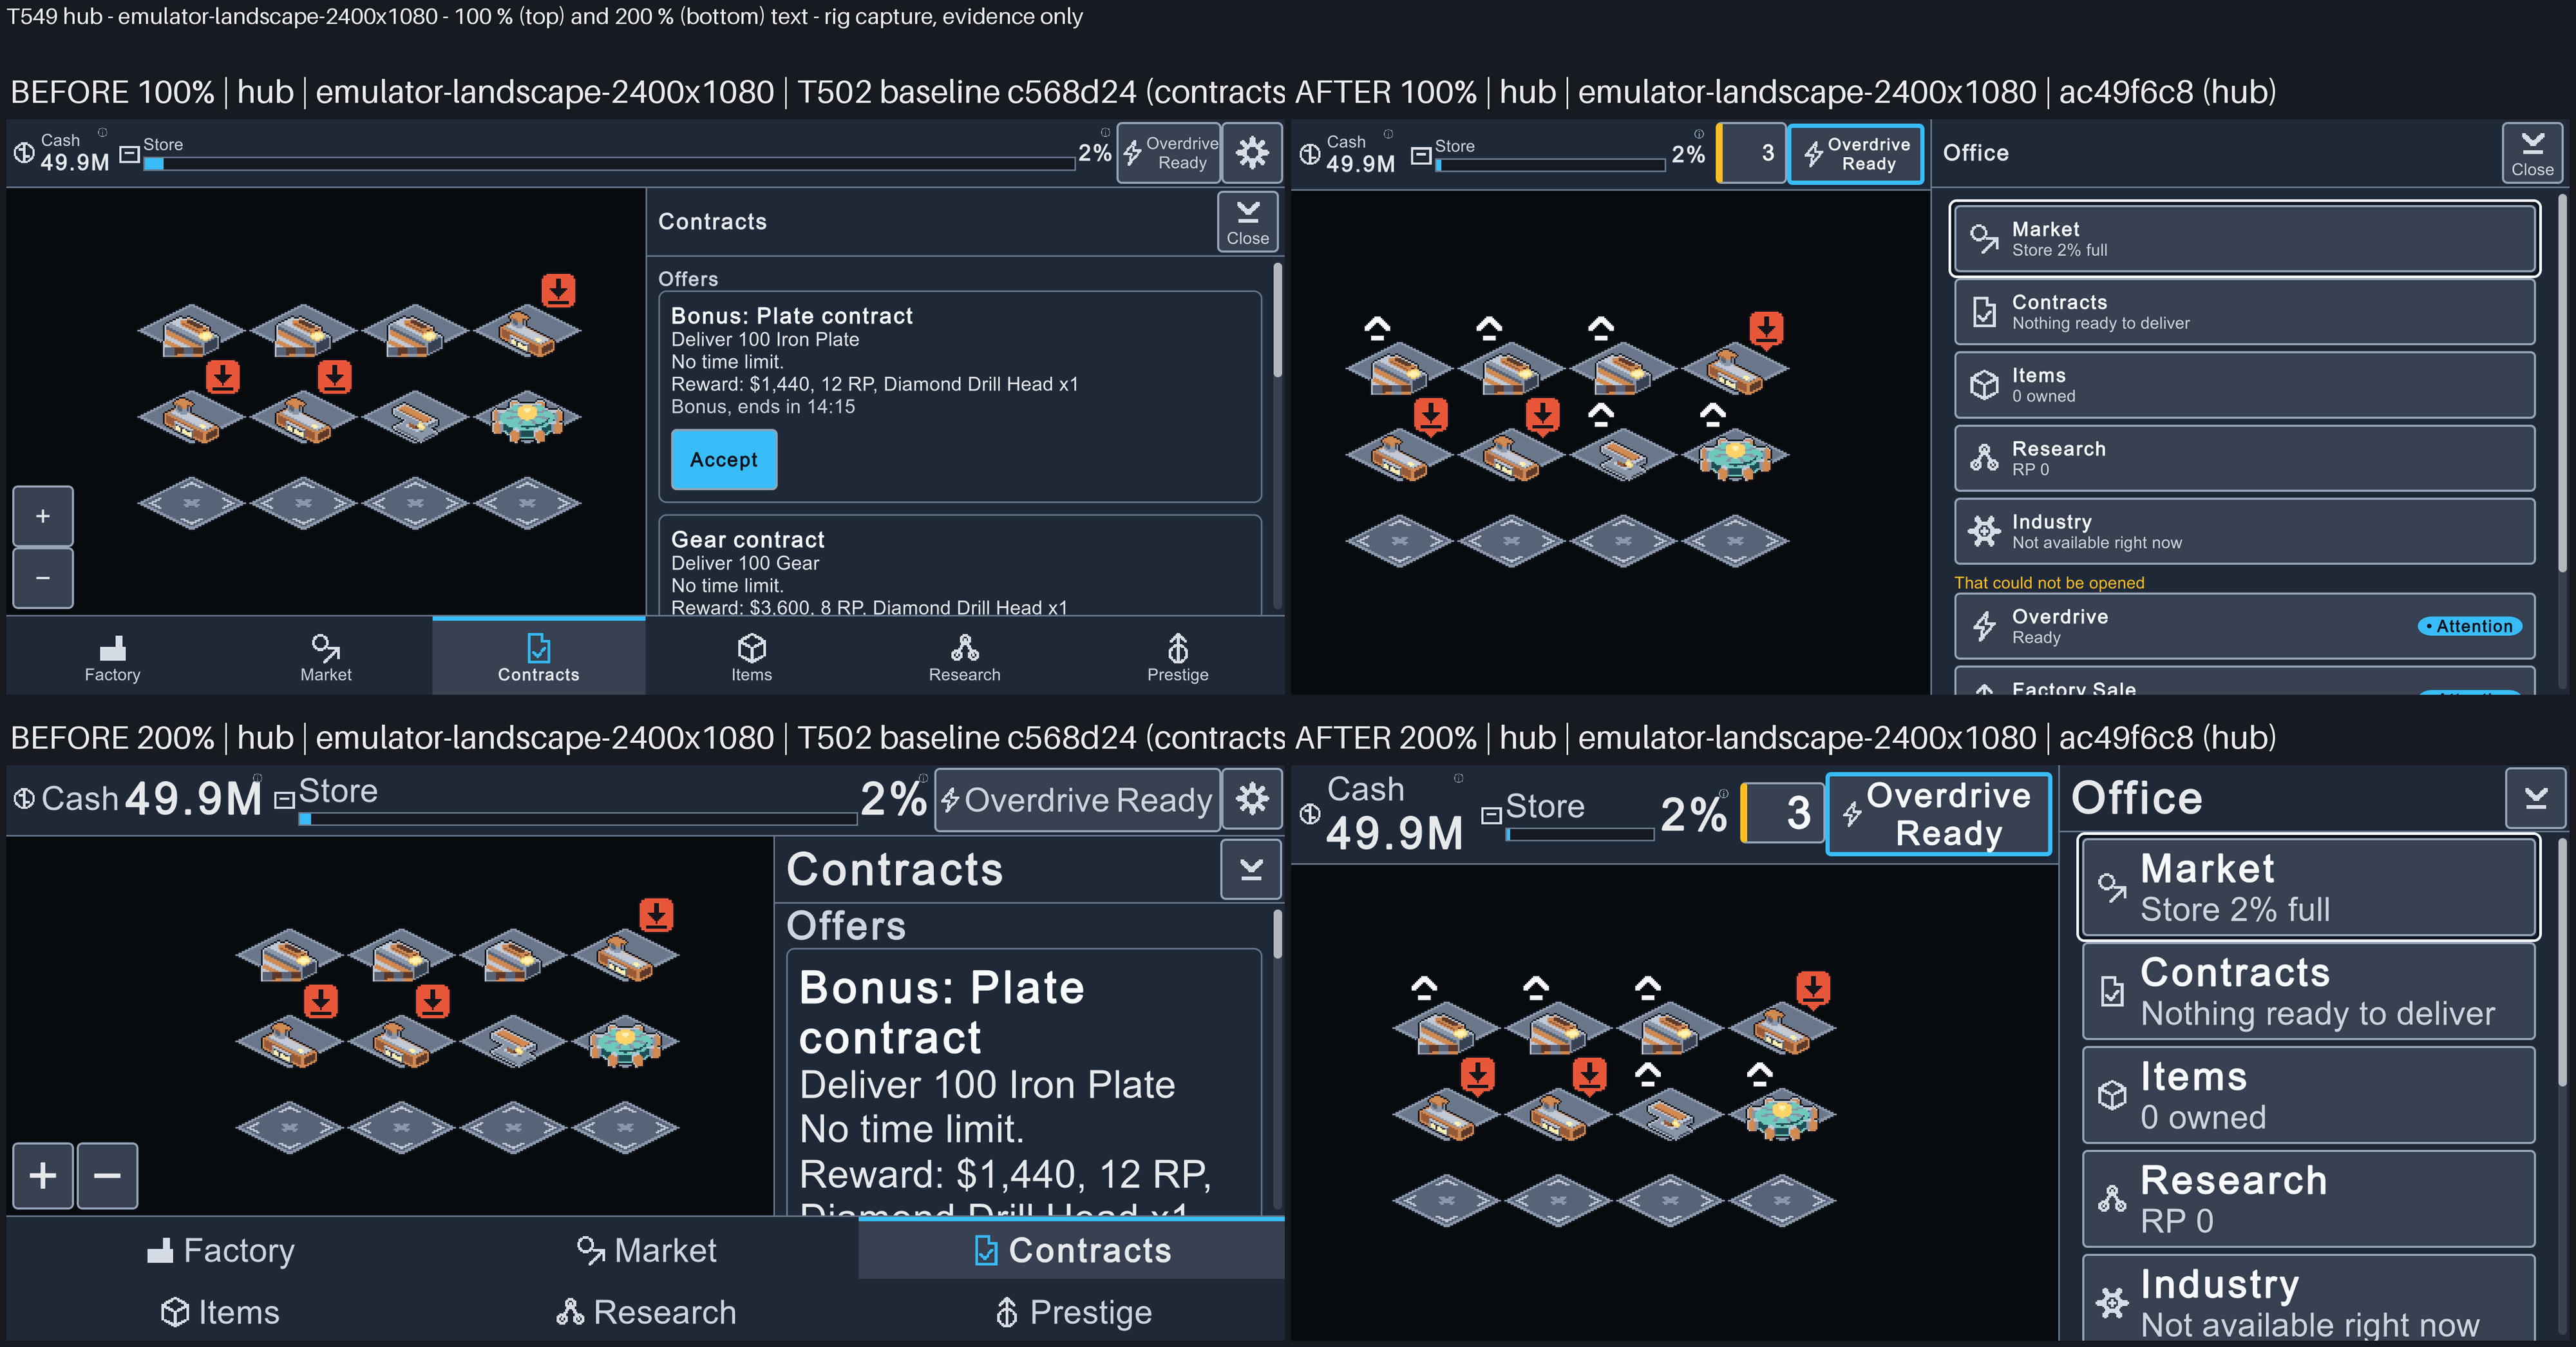 T549 hub - emulator-landscape-2400x1080 - 100 % (top) and 200 % (bottom) text - rig capture, evidence only
BEFORE 100% | hub | emulator-landscape-2400x1080 | T502 baseline c568d24 (contracts
Cash
49.9M
Store
2%
Overdrive
Ready
Contracts
Close
Offers
Bonus: Plate contract
Deliver 100 Iron Plate
No time limit.
Reward: $1,440, 12 RP, Diamond Drill Head x1
Bonus, ends in 14:15
Accept
Gear contract
Deliver 100 Gear
No time limit.
Reward: $3,600, 8 RP, Diamond Drill Head x1
+
−
Factory
Market
Contracts
Items
Research
Prestige
AFTER 100% | hub | emulator-landscape-2400x1080 | ac49f6c8 (hub)
Cash
49.9M
Store
2%
3
Overdrive
Ready
Office
Close
Market
Store 2% full
Contracts
Nothing ready to deliver
Items
0 owned
Research
RP 0
Industry
Not available right now
That could not be opened
Overdrive
Ready
• Attention
Factory Sale
BEFORE 200% | hub | emulator-landscape-2400x1080 | T502 baseline c568d24 (contracts
Cash 49.9M
Store
2%
Overdrive Ready
Contracts
Offers
Bonus: Plate
contract
Deliver 100 Iron Plate
No time limit.
Reward: $1,440, 12 RP,
Diamond Drill Head x1
+ −
Factory
Market
Contracts
Items
Research
Prestige
AFTER 200% | hub | emulator-landscape-2400x1080 | ac49f6c8 (hub)
Cash
49.9M
Store
2%
3
Overdrive
Ready
Office
Market
Store 2% full
Contracts
Nothing ready to deliver
Items
0 owned
Research
RP 0
Industry
Not available right now